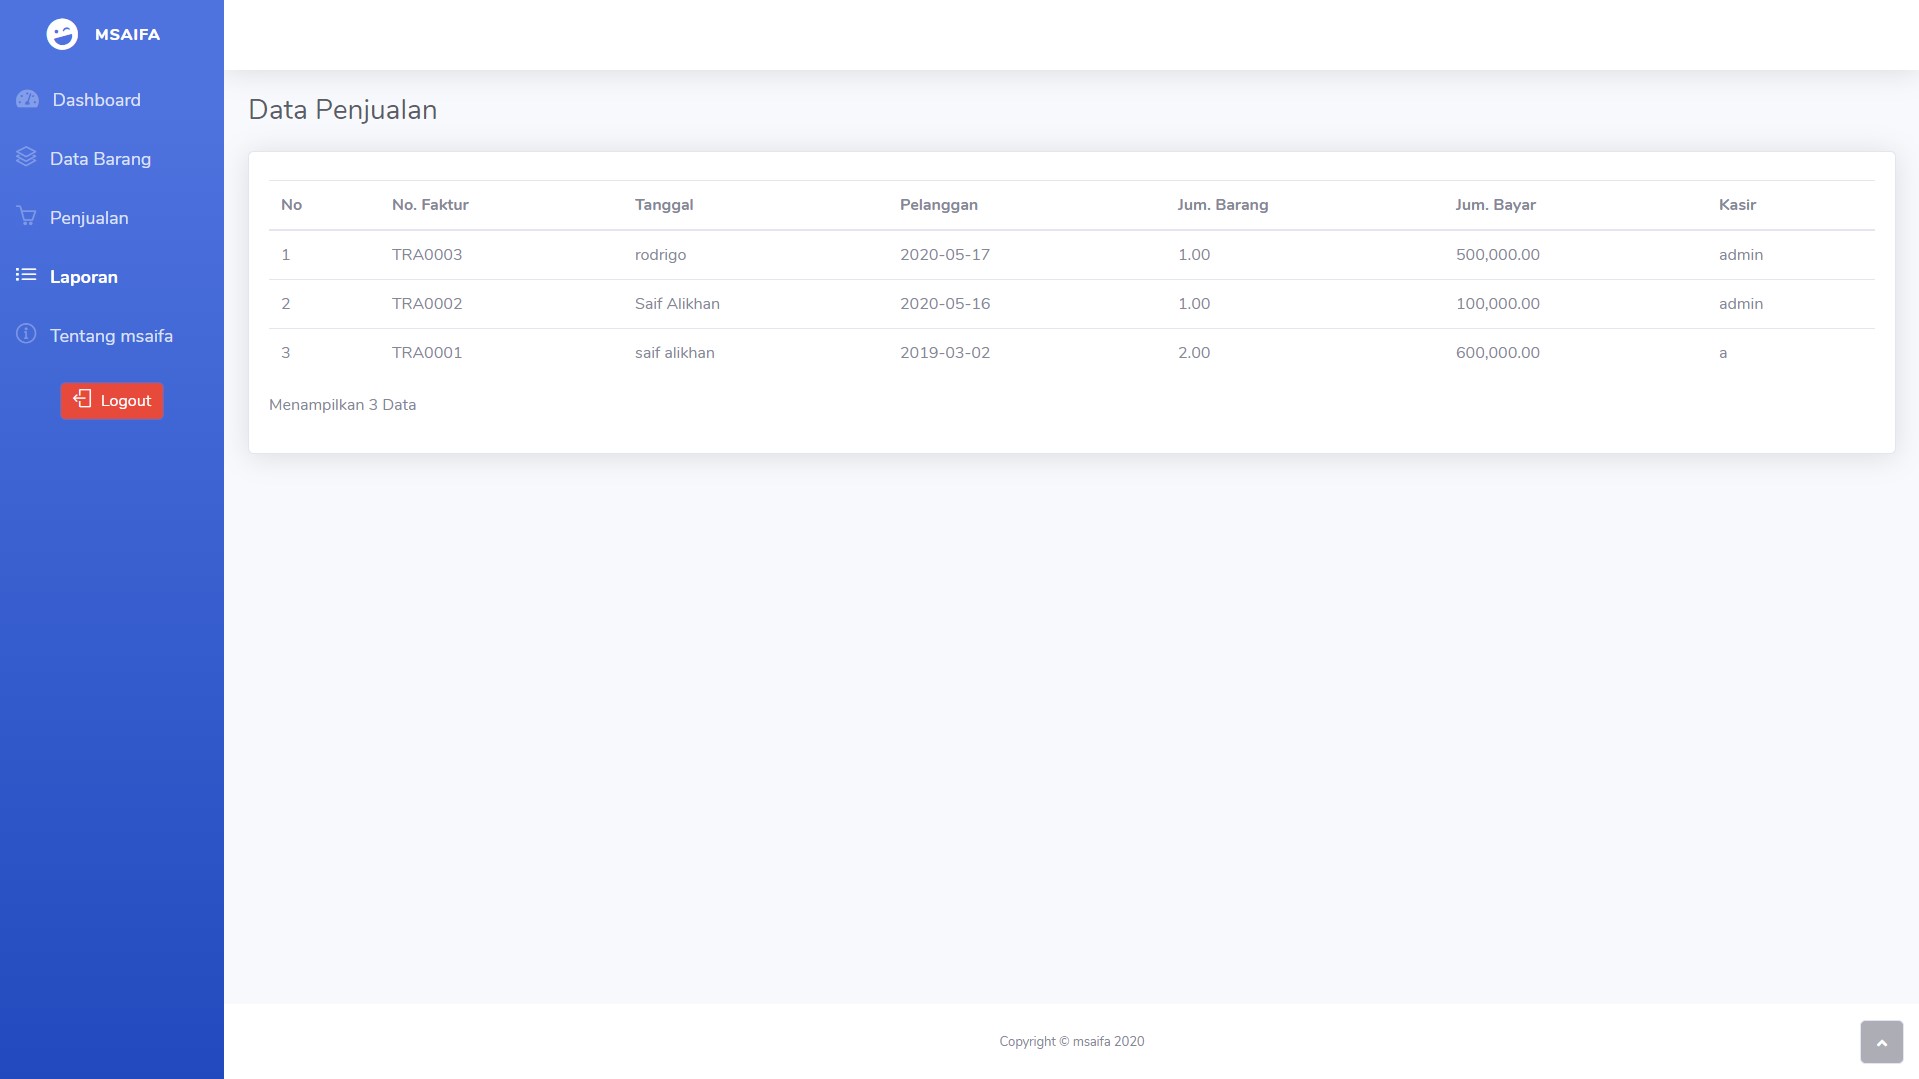 MSAIFA
Dashboard
Data Barang
Penjualan
Laporan
Tentang msaifa
Logout
Data Penjualan
No No. Faktur Tanggal Pelanggan Jum. Barang Jum. Bayar Kasir
1 TRA0003 rodrigo 2020-05-17 1.00 500,000.00 admin
2 TRA0002 Saif Alikhan 2020-05-16 1.00 100,000.00 admin
3 TRA0001 saif alikhan 2019-03-02 2.00 600,000.00 a
Menampilkan 3 Data
Copyright © msaifa 2020